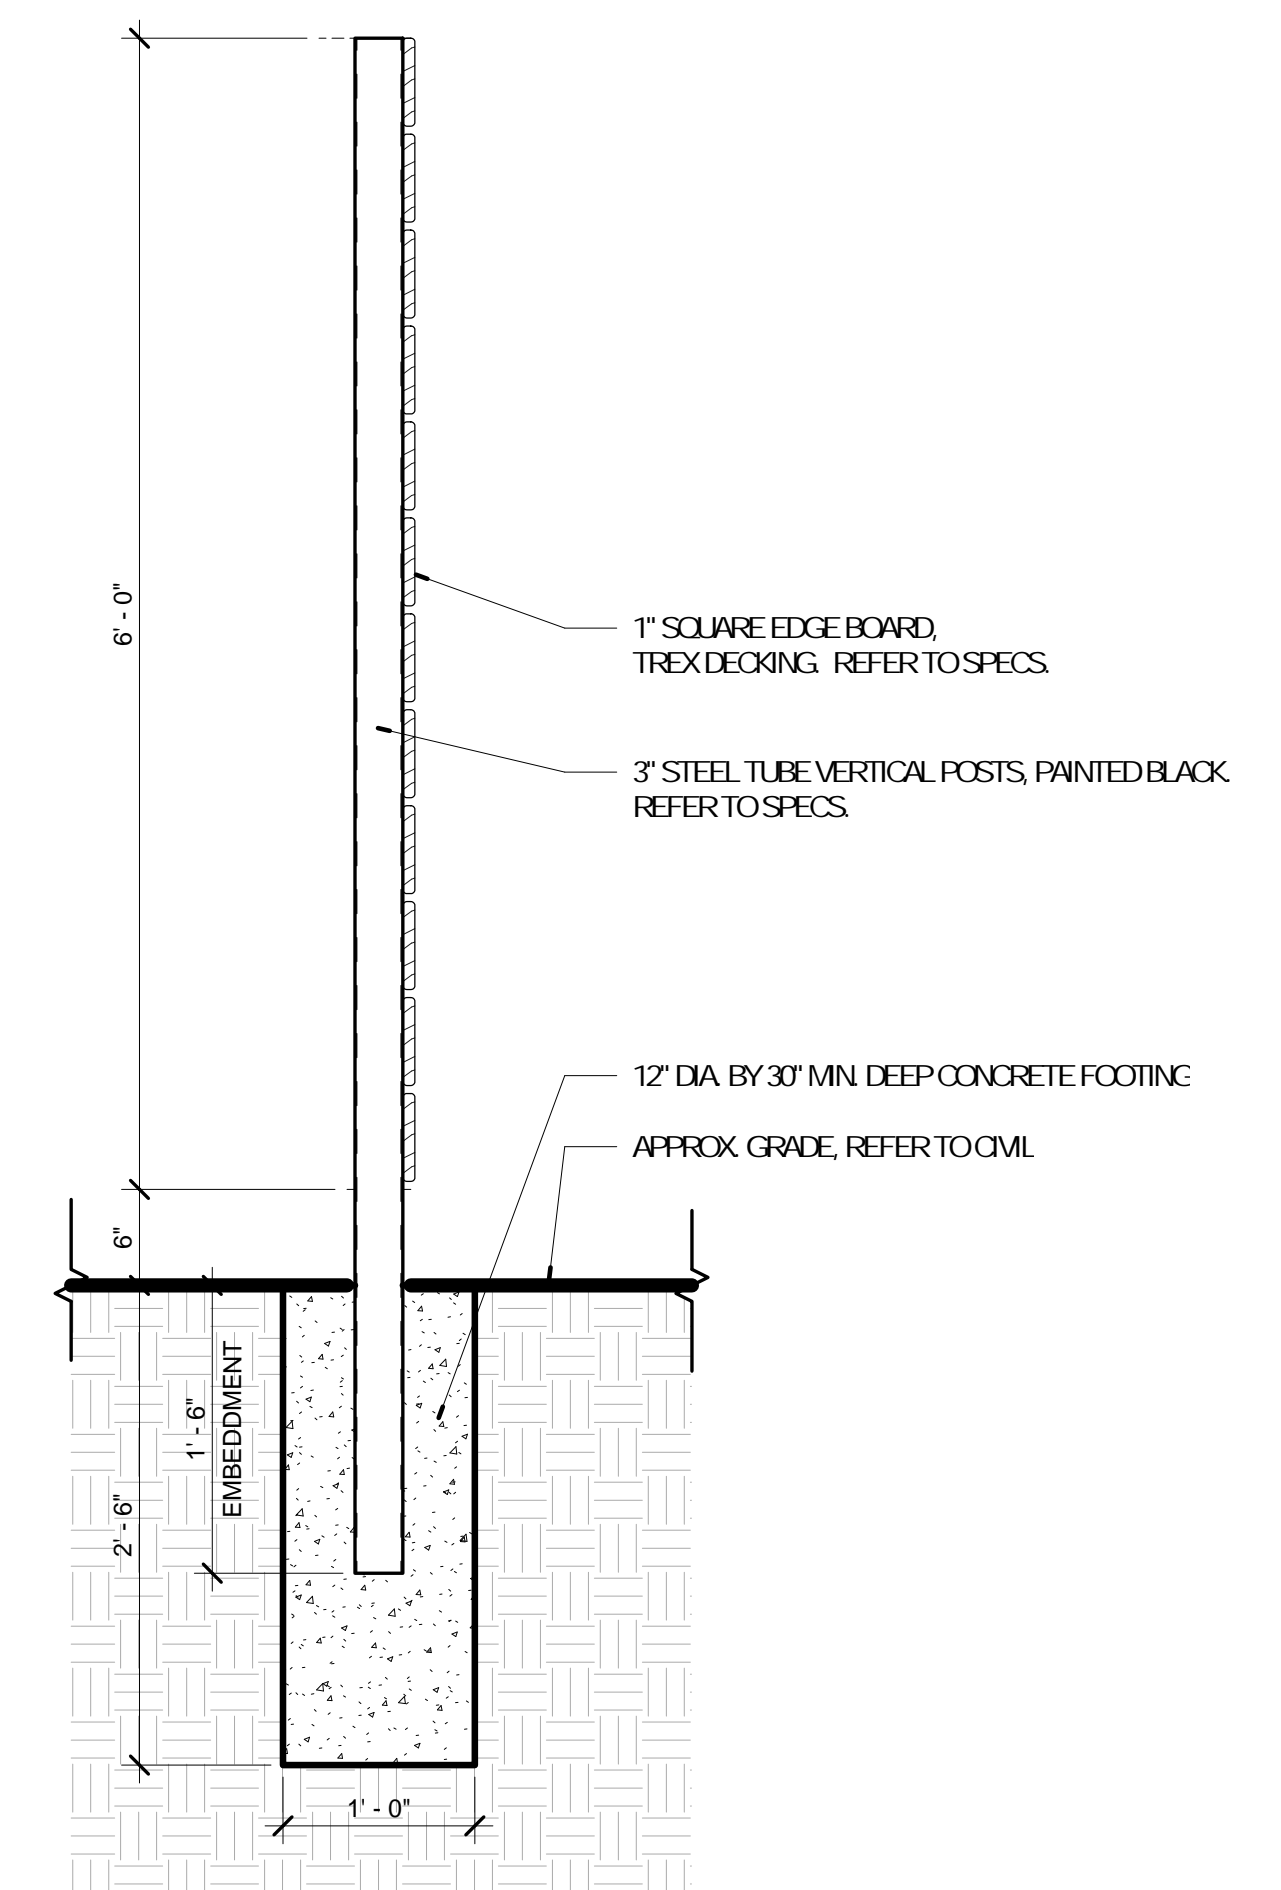 6' - 0"
1" SQUARE EDGE BOARD,
TREX DECKING. REFER TO SPECS.
3" STEEL TUBE VERTICAL POSTS, PAINTED BLACK.
REFER TO SPECS.
12" DIA. BY 30" MIN. DEEP CONCRETE FOOTING
APPROX. GRADE, REFER TO CIVIL
6"
1' - 6"
EMBEDDMENT
2' - 6"
1' - 0"